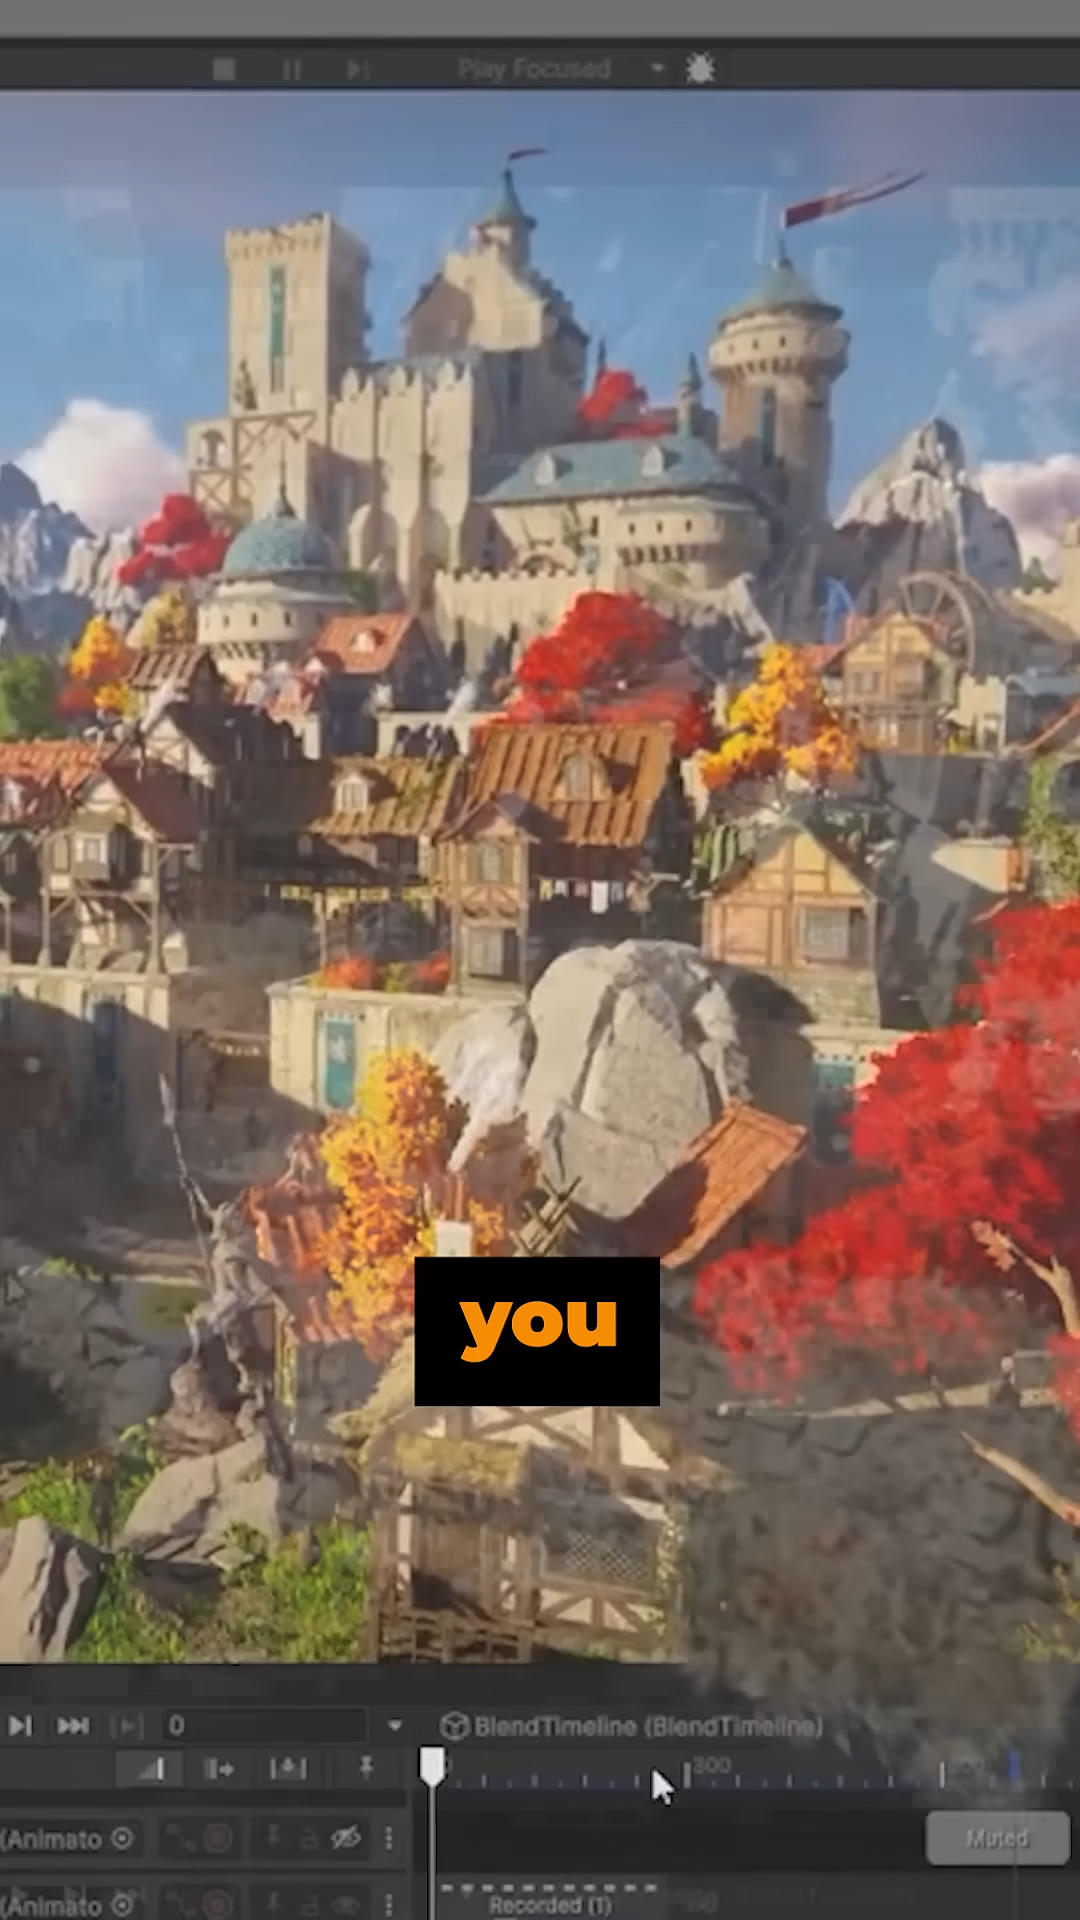 Play Focused
you
0
BlendTimeline (BlendTimeline)
300
(Animato
Muted
(Animato
Recorded (1)